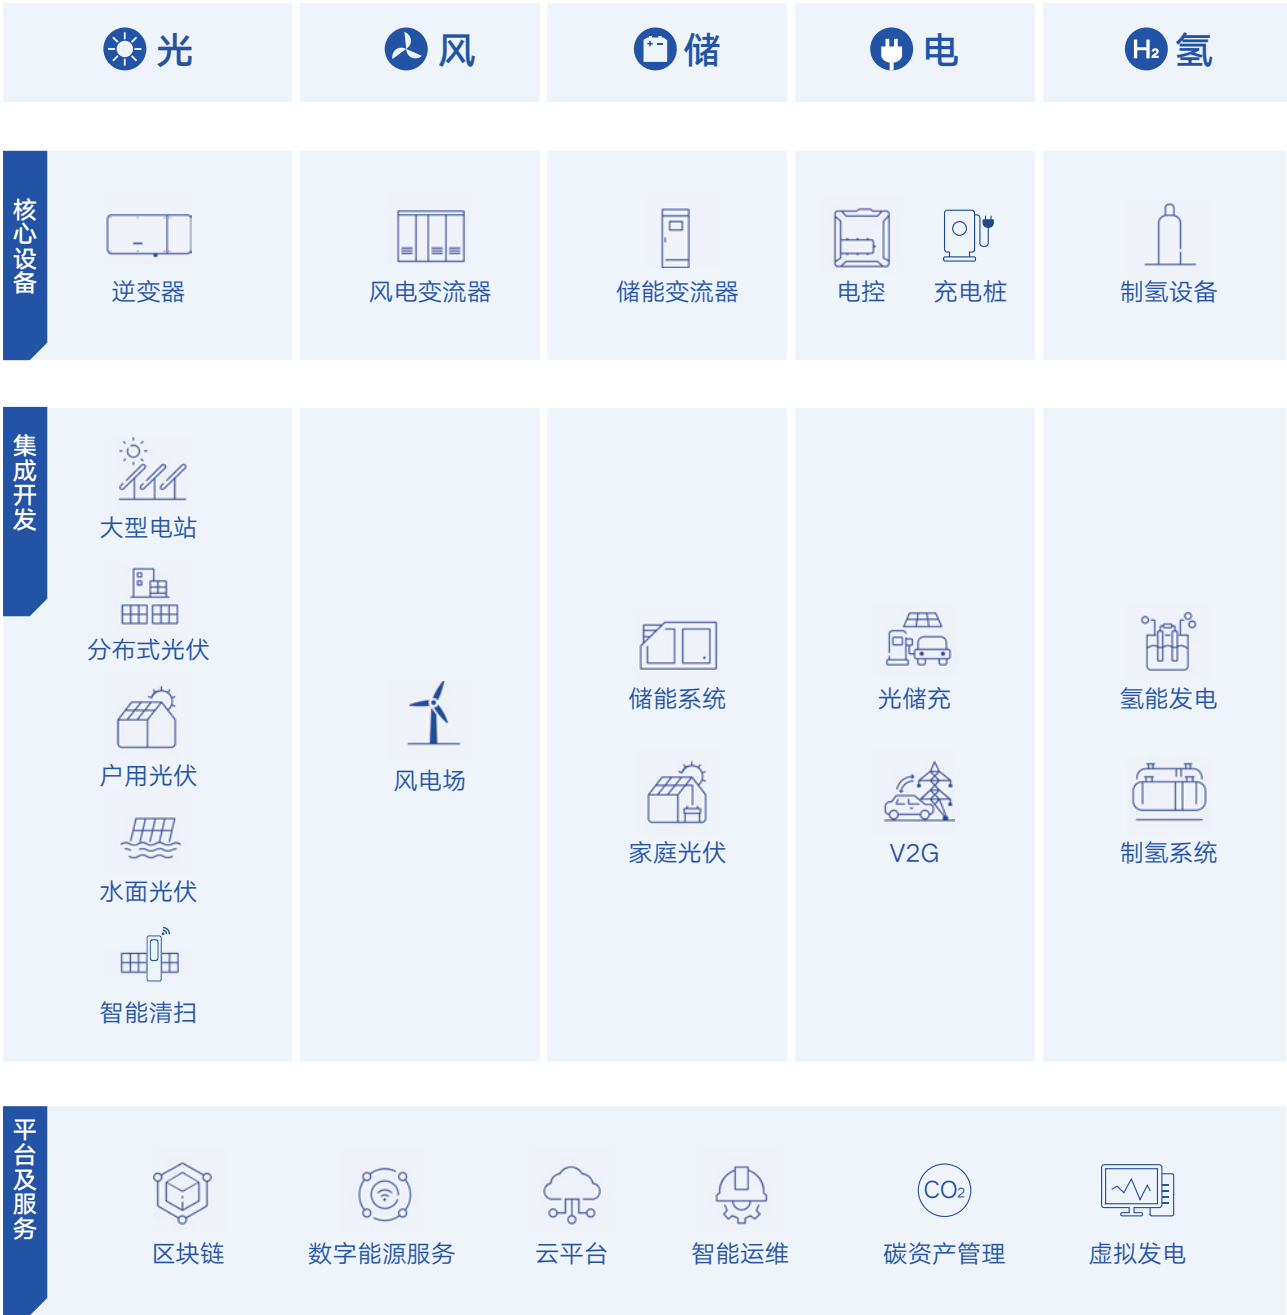 光
风
储
电
H₂ 氢
核心设备
逆变器
风电变流器
储能变流器
电控
充电桩
制氢设备
集成开发
大型电站
分布式光伏
户用光伏
水面光伏
智能清扫
风电场
储能系统
家庭光伏
光储充
V2G
氢能发电
制氢系统
平台及服务
CO₂
区块链
数字能源服务
云平台
智能运维
碳资产管理
虚拟发电